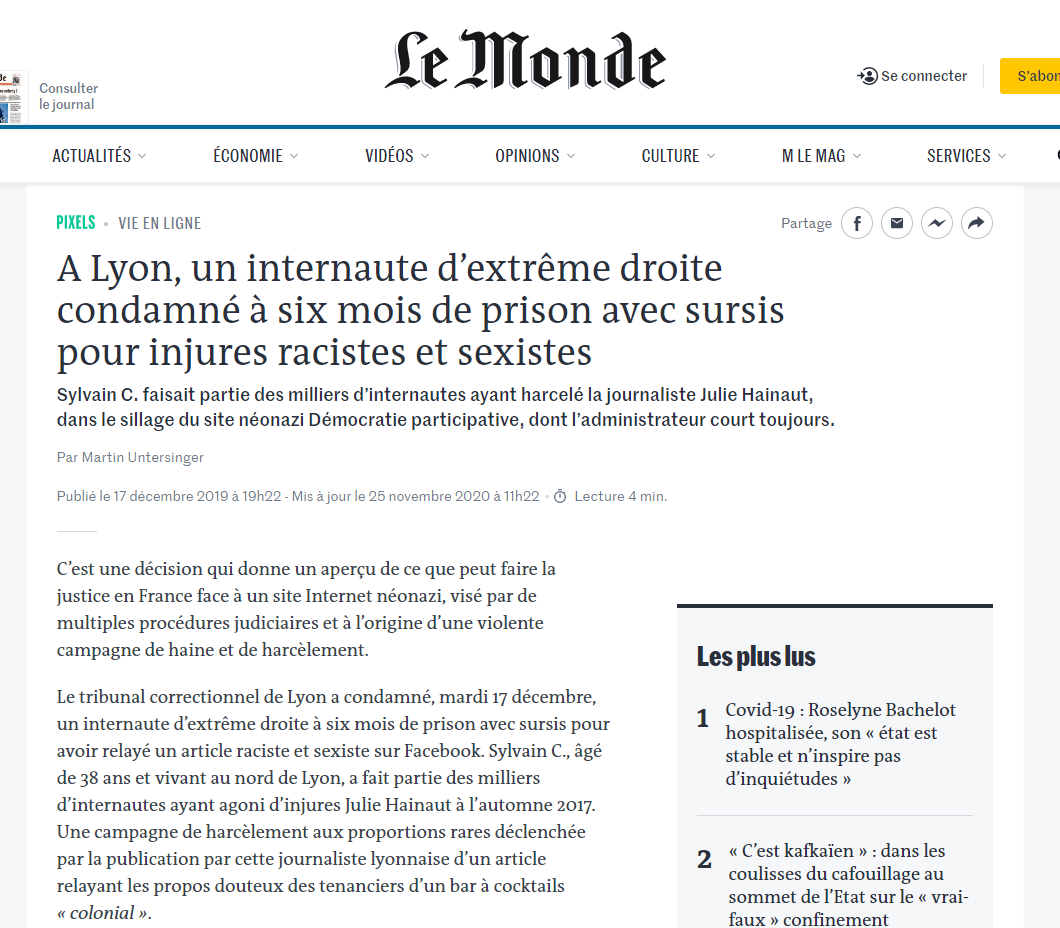 Le Monde
Consulter
le journal
Se connecter
S'abon
ACTUALITÉS
ÉCONOMIE
VIDÉOS
OPINIONS
CULTURE
M LE MAG
SERVICES
PIXELS • VIE EN LIGNE
Partage
A Lyon, un internaute d’extrême droite
condamné à six mois de prison avec sursis
pour injures racistes et sexistes
Sylvain C. faisait partie des milliers d’internautes ayant harcelé la journaliste Julie Hainaut,
dans le sillage du site néonazi Démocratie participative, dont l’administrateur court toujours.
Par Martin Untersinger
Publié le 17 décembre 2019 à 19h22 - Mis à jour le 25 novembre 2020 à 11h22 • Lecture 4 min.
C’est une décision qui donne un aperçu de ce que peut faire la
justice en France face à un site Internet néonazi, visé par de
multiples procédures judiciaires et à l’origine d’une violente
campagne de haine et de harcèlement.
Le tribunal correctionnel de Lyon a condamné, mardi 17 décembre,
un internaute d’extrême droite à six mois de prison avec sursis pour
avoir relayé un article raciste et sexiste sur Facebook. Sylvain C., âgé
de 38 ans et vivant au nord de Lyon, a fait partie des milliers
d’internautes ayant agoni d’injures Julie Hainaut à l’automne 2017.
Une campagne de harcèlement aux proportions rares déclenchée
par la publication par cette journaliste lyonnaise d’un article
relayant les propos douteux des tenanciers d’un bar à cocktails
« colonial ».
Les plus lus
1 Covid-19 : Roselyne Bachelot
hospitalisée, son « état est
stable et n’inspire pas
d’inquiétudes »
2 « C’est kafkaïen » : dans les
coulisses du cafouillage au
sommet de l’Etat sur le « vrai-
faux » confinement